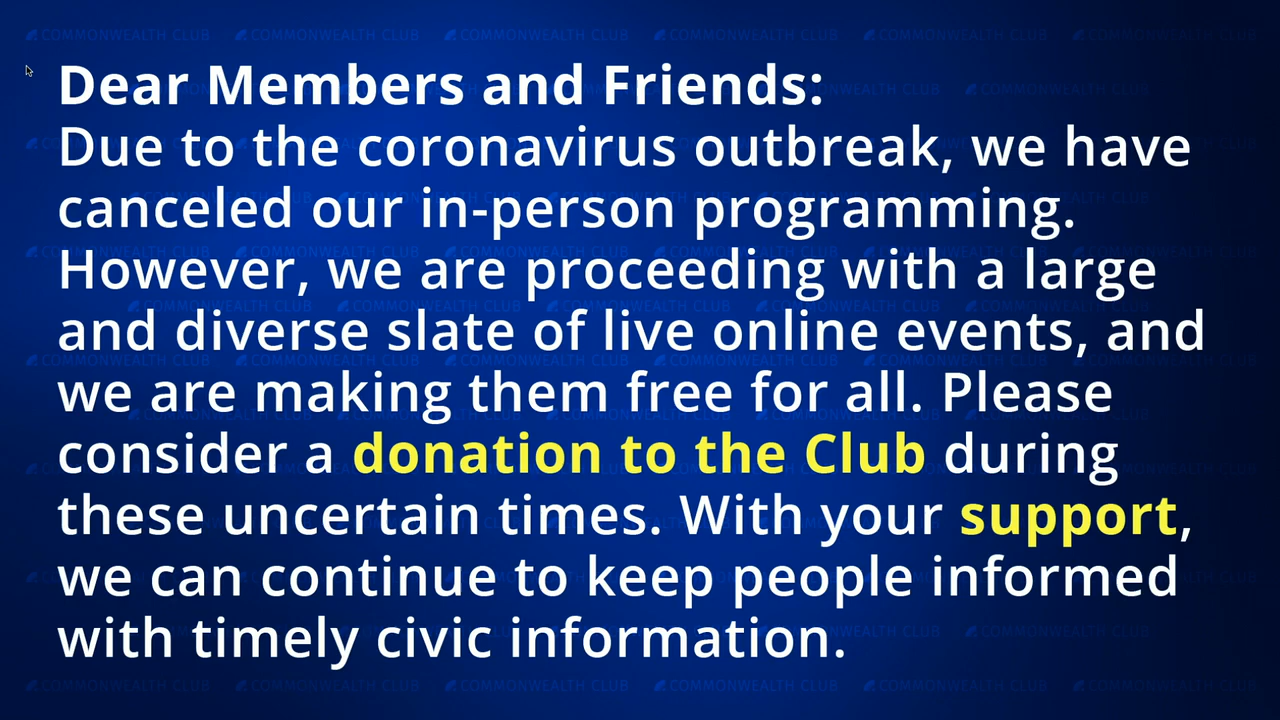 Dear Members and Friends:
Due to the coronavirus outbreak, we have
canceled our in-person programming.
However, we are proceeding with a large
and diverse slate of live online events, and
we are making them free for all. Please
consider a donation to the Club during
these uncertain times. With your support,
we can continue to keep people informed
with timely civic information.
COMMONWEALTH CLUB